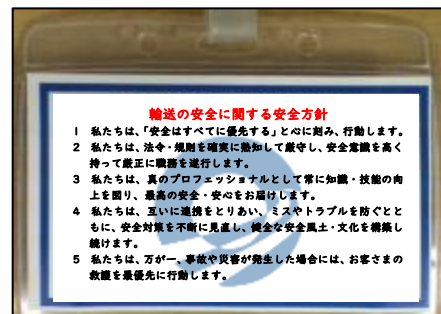 輸送の安全に関する安全方針
1 私たちは、「安全はすべてに優先する」と心に刻み、行動します。
2 私たちは、法令・規則を確実に熟知して厳守し、安全意識を高く
持って厳正に職務を遂行します。
3 私たちは、真のプロフェッショナルとして常に知識・技能の向
上を図り、最高の安全・安心をお届けします。
4 私たちは、互いに連携をとりあい、ミスやトラブルを防ぐとと
もに、安全対策を不断に見直し、健全な安全風土・文化を構築し
続けます。
5 私たちは、万が一、事故や災害が発生した場合には、お客さまの
救護を最優先に行動します。